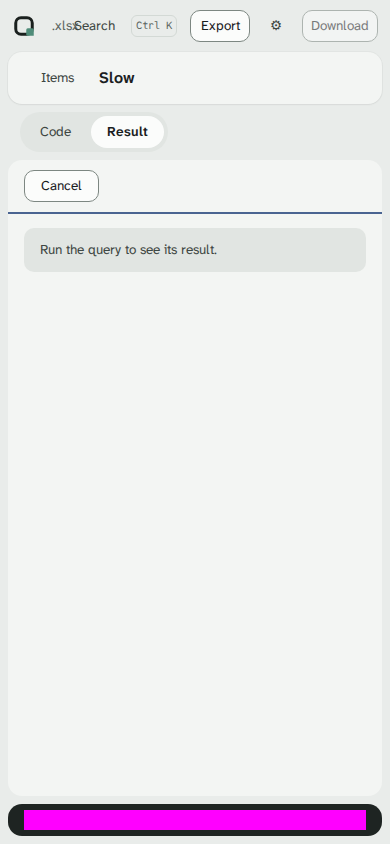 .xlsx Search Ctrl K Export ⚙ Download
Items Slow
Code Result
Cancel
Run the query to see its result.